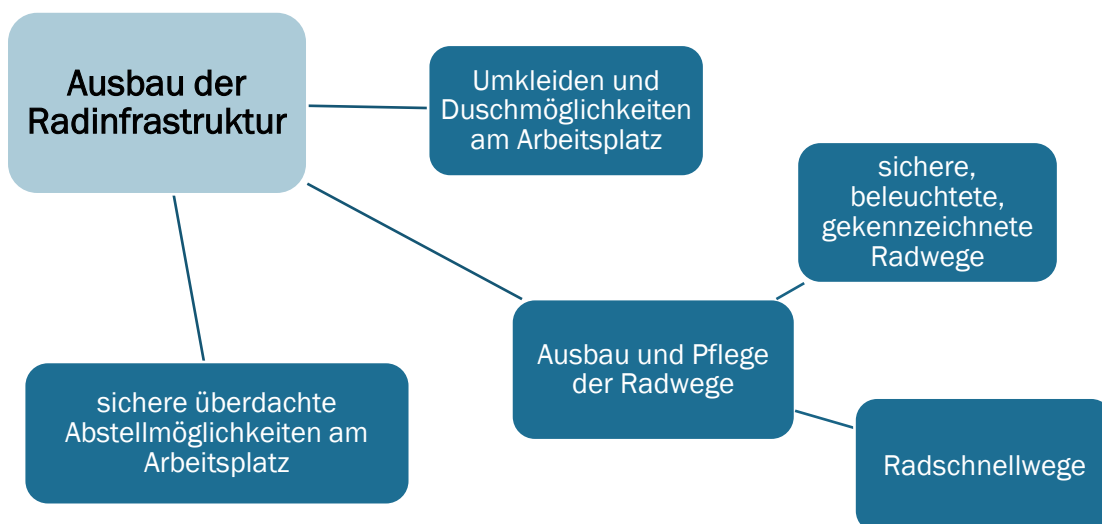 Ausbau der
Radinfrastruktur
Umkleiden und
Duschmöglichkeiten
am Arbeitsplatz
sichere,
beleuchtete,
gekennzeichnete
Radwege
Ausbau und Pflege
der Radwege
sichere überdachte
Abstellmöglichkeiten am
Arbeitsplatz
Radschnellwege